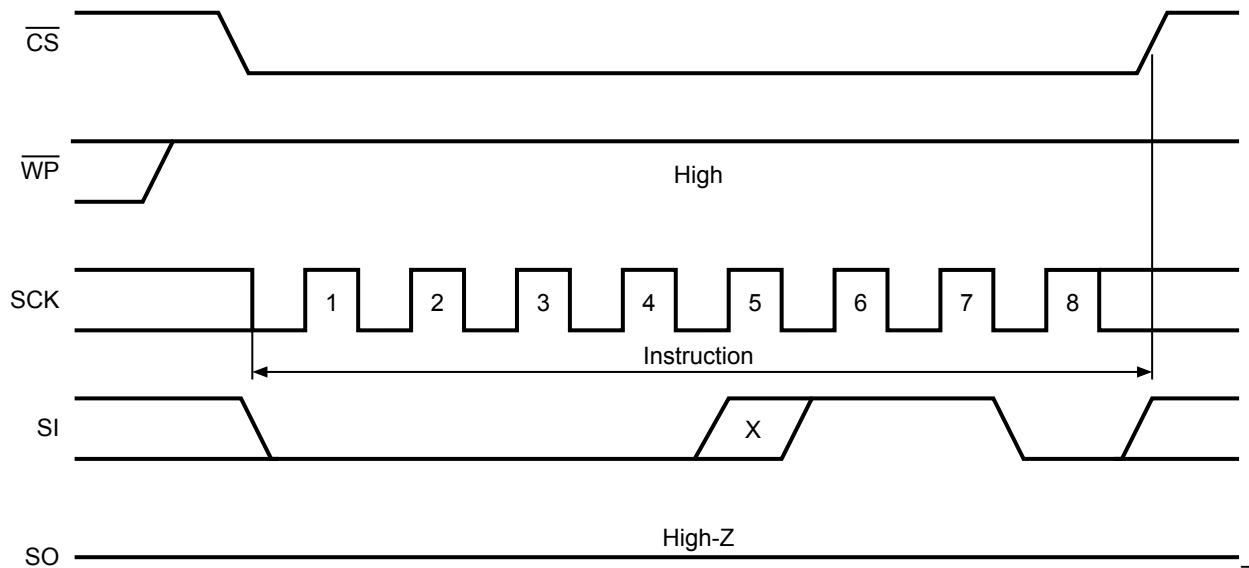 CS
WP
High
SCK
1 2 3 4 5 6 7 8
Instruction
SI
X
High-Z
SO